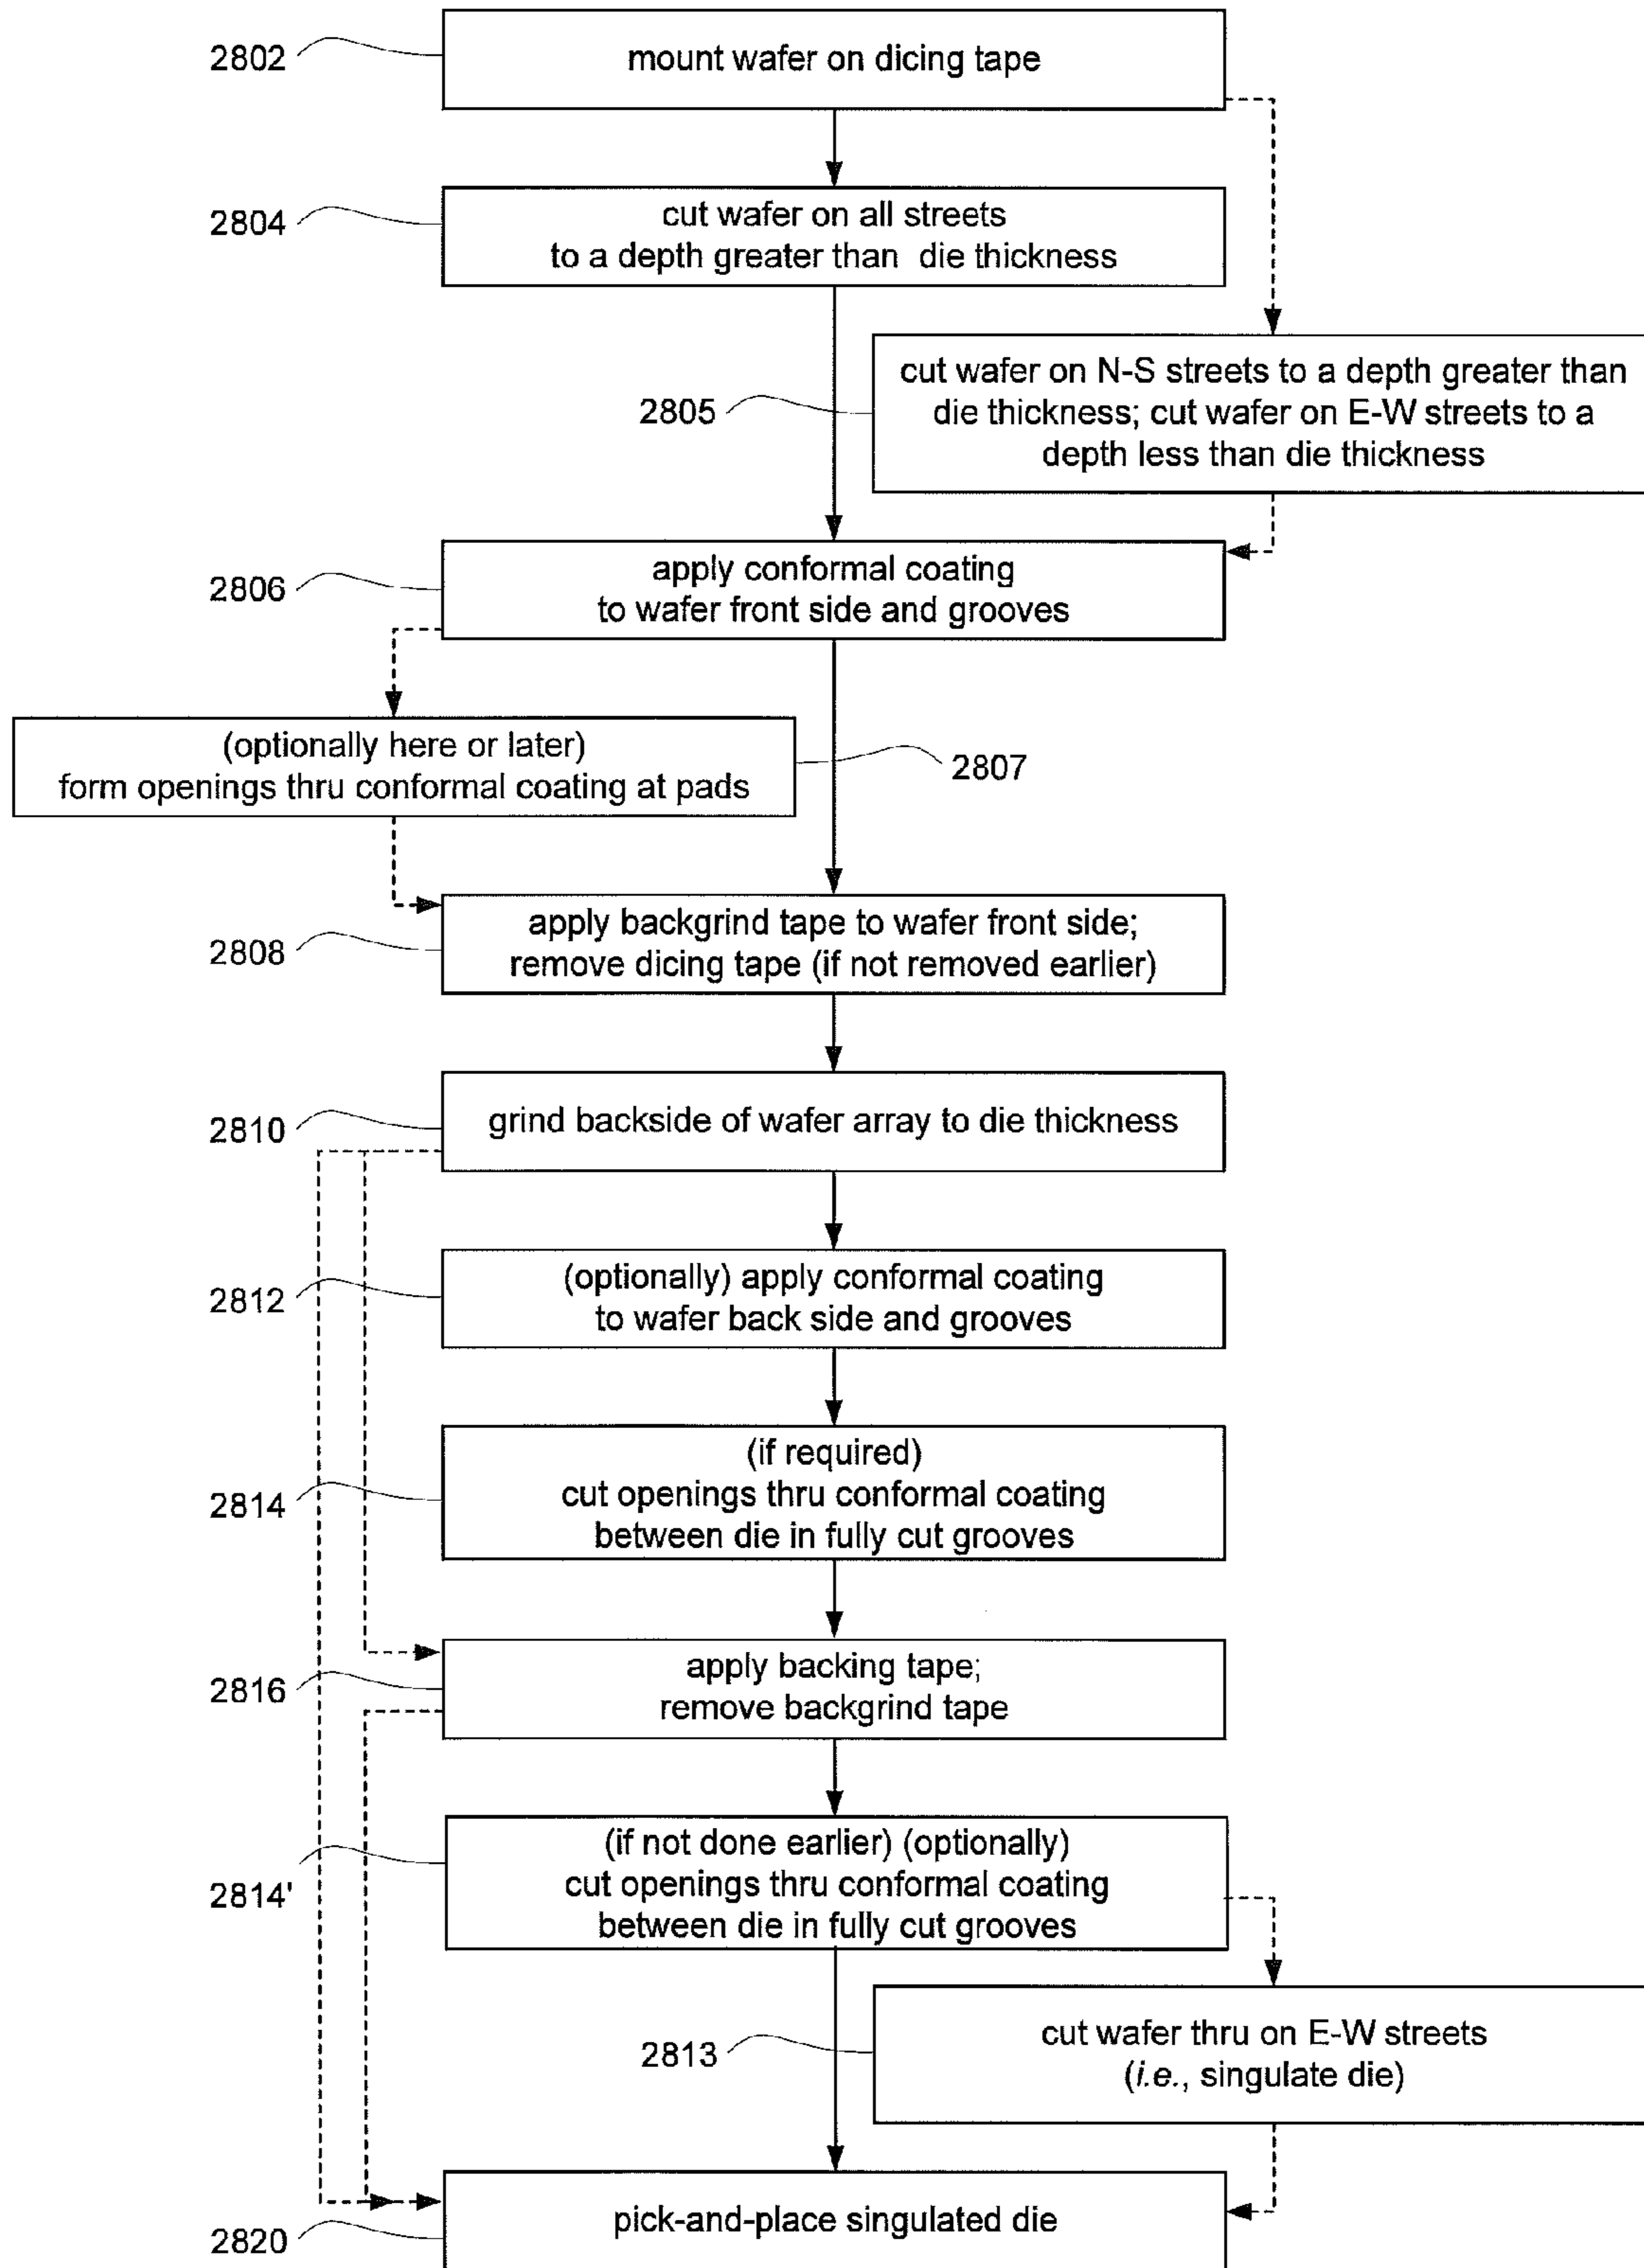 2802
mount wafer on dicing tape
2804
cut wafer on all streets
to a depth greater than die thickness
2805
cut wafer on N-S streets to a depth greater than
die thickness; cut wafer on E-W streets to a
depth less than die thickness
2806
apply conformal coating
to wafer front side and grooves
(optionally here or later)
form openings thru conformal coating at pads
2807
2808
apply backgrind tape to wafer front side;
remove dicing tape (if not removed earlier)
2810
grind backside of wafer array to die thickness
2812
(optionally) apply conformal coating
to wafer back side and grooves
2814
(if required)
cut openings thru conformal coating
between die in fully cut grooves
2816
apply backing tape;
remove backgrind tape
2814'
(if not done earlier) (optionally)
cut openings thru conformal coating
between die in fully cut grooves
2813
cut wafer thru on E-W streets
(i.e., singulate die)
2820
pick-and-place singulated die